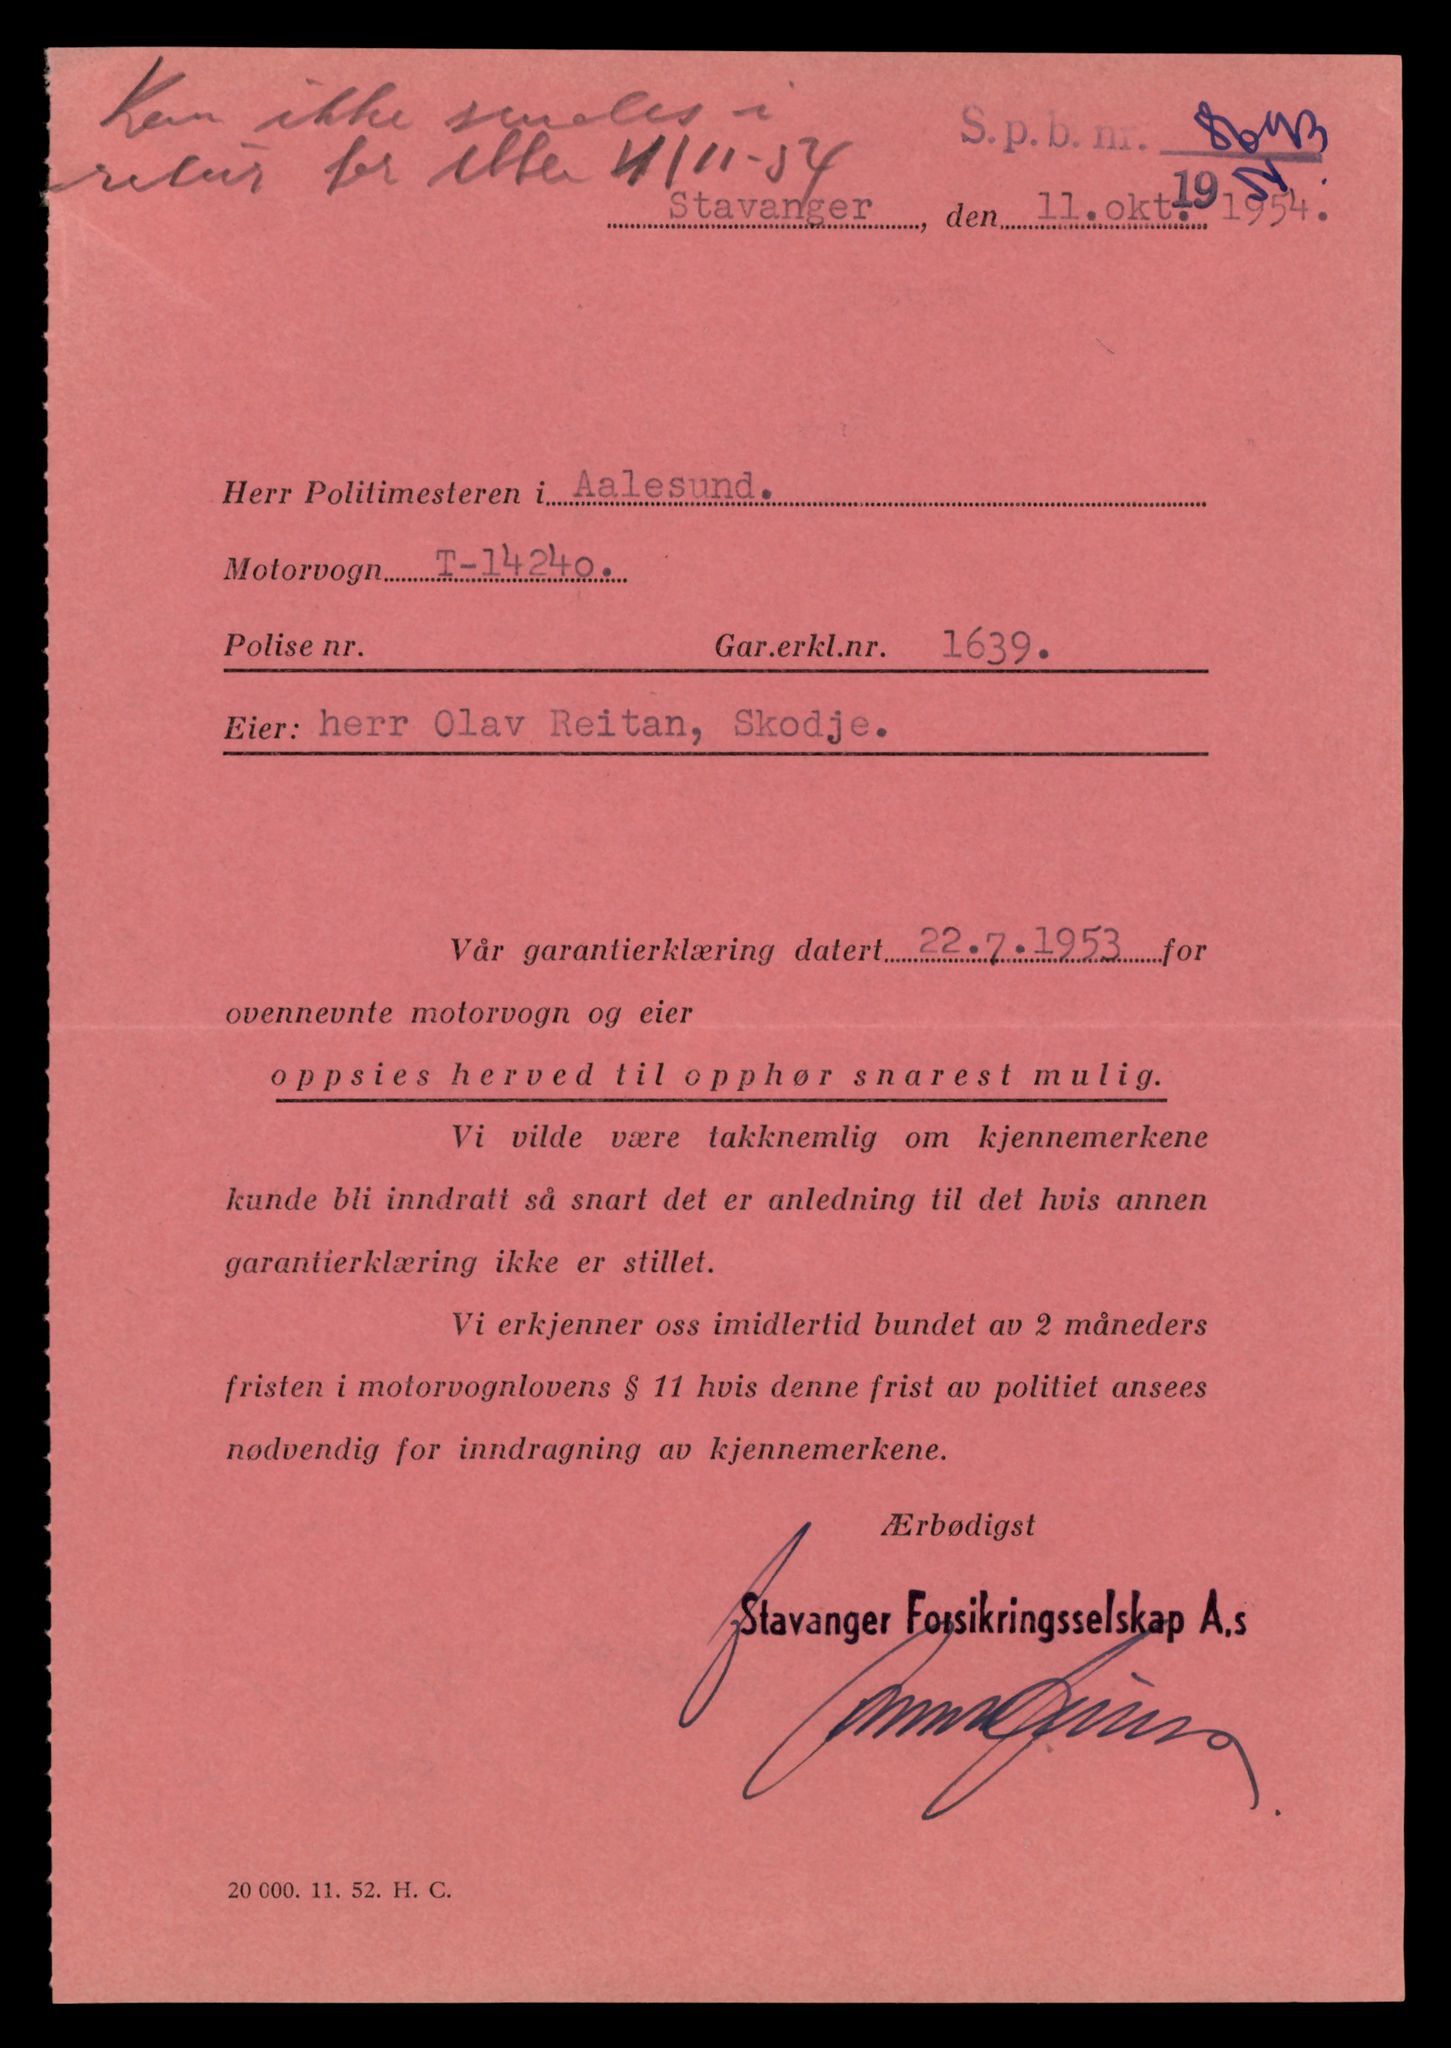 Kan ikke sendes i
retur før etter 11/11-54
S.p.b. nr.
19 54
Stavanger, den 11.okt. 1954.
Herr Politimesteren i Aalesund.
Motorvogn T-14240.
Polise nr. Gar.erkl.nr. 1639.
Eier: herr Olav Reitan, Skodje.
Vår garantierklæring datert 22.7.1953 for
ovennevnte motorvogn og eier
oppsies herved til opphør snarest mulig.
Vi vilde være takknemlig om kjennemerkene
kunde bli inndratt så snart det er anledning til det hvis annen
garantierklæring ikke er stillet.
Vi erkjenner oss imidlertid bundet av 2 måneders
fristen i motorvognlovens § 11 hvis denne frist av politiet ansees
nødvendig for inndragning av kjennemerkene.
Ærbødigst
Stavanger Forsikringsselskap A.s
20 000. 11. 52. H. C.